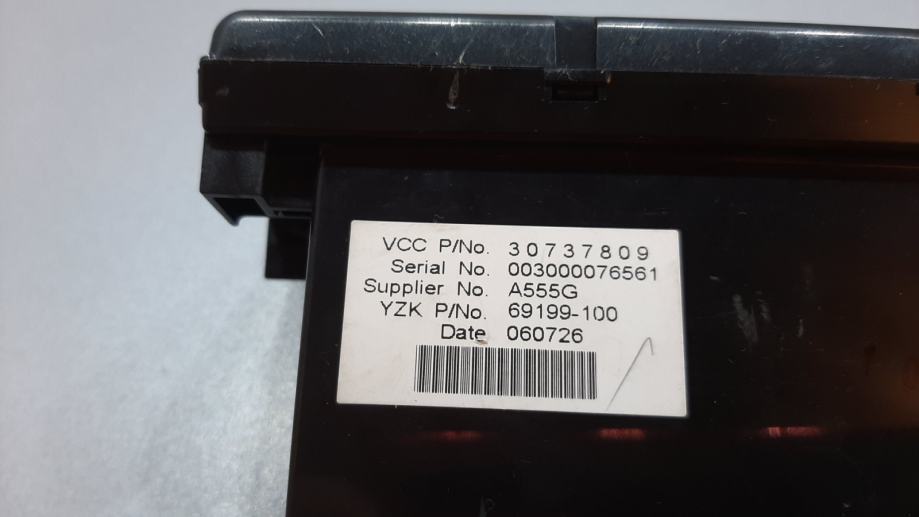 VCC P/No. 30737809
Serial No. 003000076561
Supplier No. A555G
YZK P/No. 69199-100
Date 060726